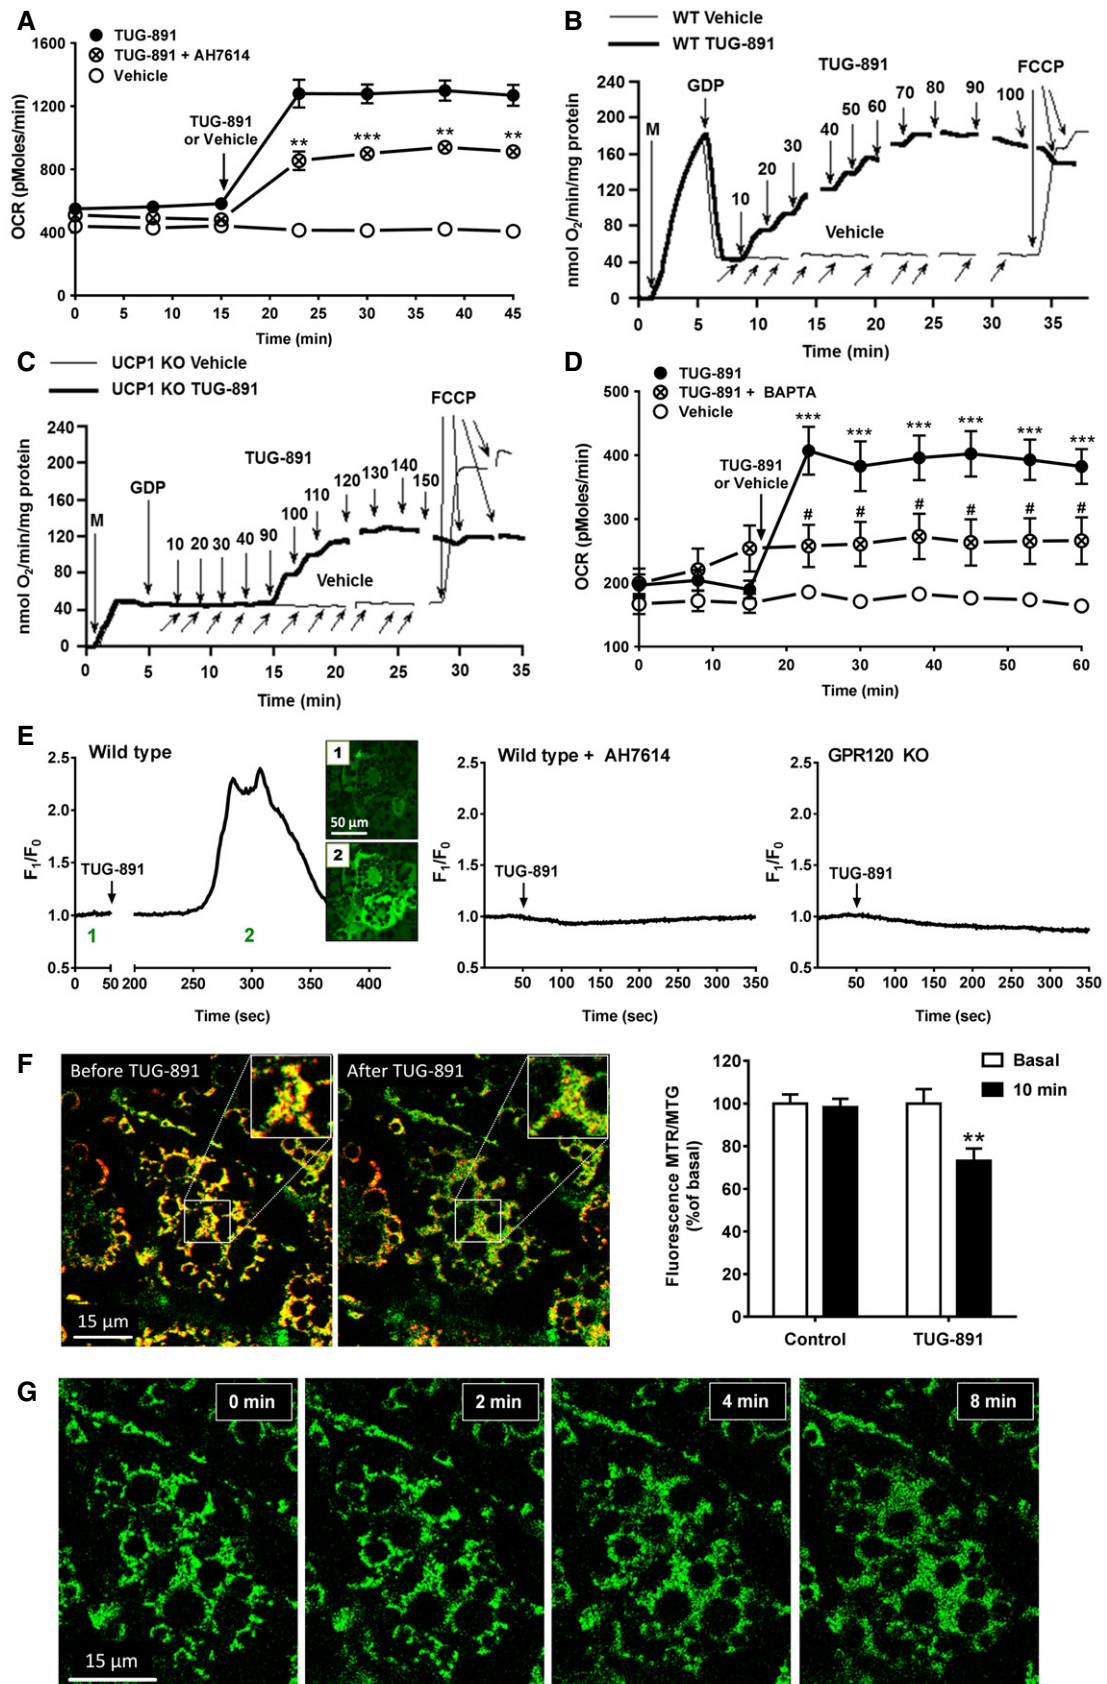 A
TUG-891
TUG-891 + AH7614
Vehicle
1600
1200
800
400
0
OCR (pMoles/min)
TUG-891
or Vehicle
** *** ** **
0 5 10 15 20 25 30 35 40 45
Time (min)
B
WT Vehicle
WT TUG-891
240
200
160
120
80
40
0
nmol O2/min/mg protein
M
GDP
TUG-891
FCCP
10 20 30 40 50 60 70 80 90 100
Vehicle
0 5 10 15 20 25 30 35
Time (min)
C
UCP1 KO Vehicle
UCP1 KO TUG-891
240
200
160
120
80
40
0
nmol O2/min/mg protein
M
GDP
TUG-891
FCCP
10 20 30 40 90 100 110 120 130 140 150
Vehicle
0 5 10 15 20 25 30 35
Time (min)
D
TUG-891
TUG-891 + BAPTA
Vehicle
500
400
300
200
100
OCR (pMoles/min)
TUG-891
or Vehicle
*** *** *** *** *** ***
# # # # # #
0 10 20 30 40 50 60
Time (min)
E
Wild type
2.5
2.0
1.5
1.0
0.5
F1/F0
TUG-891
1
2
1
50 µm
2
0 50 200 250 300 350 400
Time (sec)
Wild type + AH7614
2.5
2.0
1.5
1.0
0.5
F1/F0
TUG-891
50 100 150 200 250 300 350
Time (sec)
GPR120 KO
2.5
2.0
1.5
1.0
0.5
F1/F0
TUG-891
50 100 150 200 250 300 350
Time (sec)
F
Before TUG-891
15 µm
After TUG-891
Basal
10 min
120
100
80
60
40
20
0
Fluorescence MTR/MTG
(%of basal)
**
Control TUG-891
G
0 min
15 µm
2 min
4 min
8 min